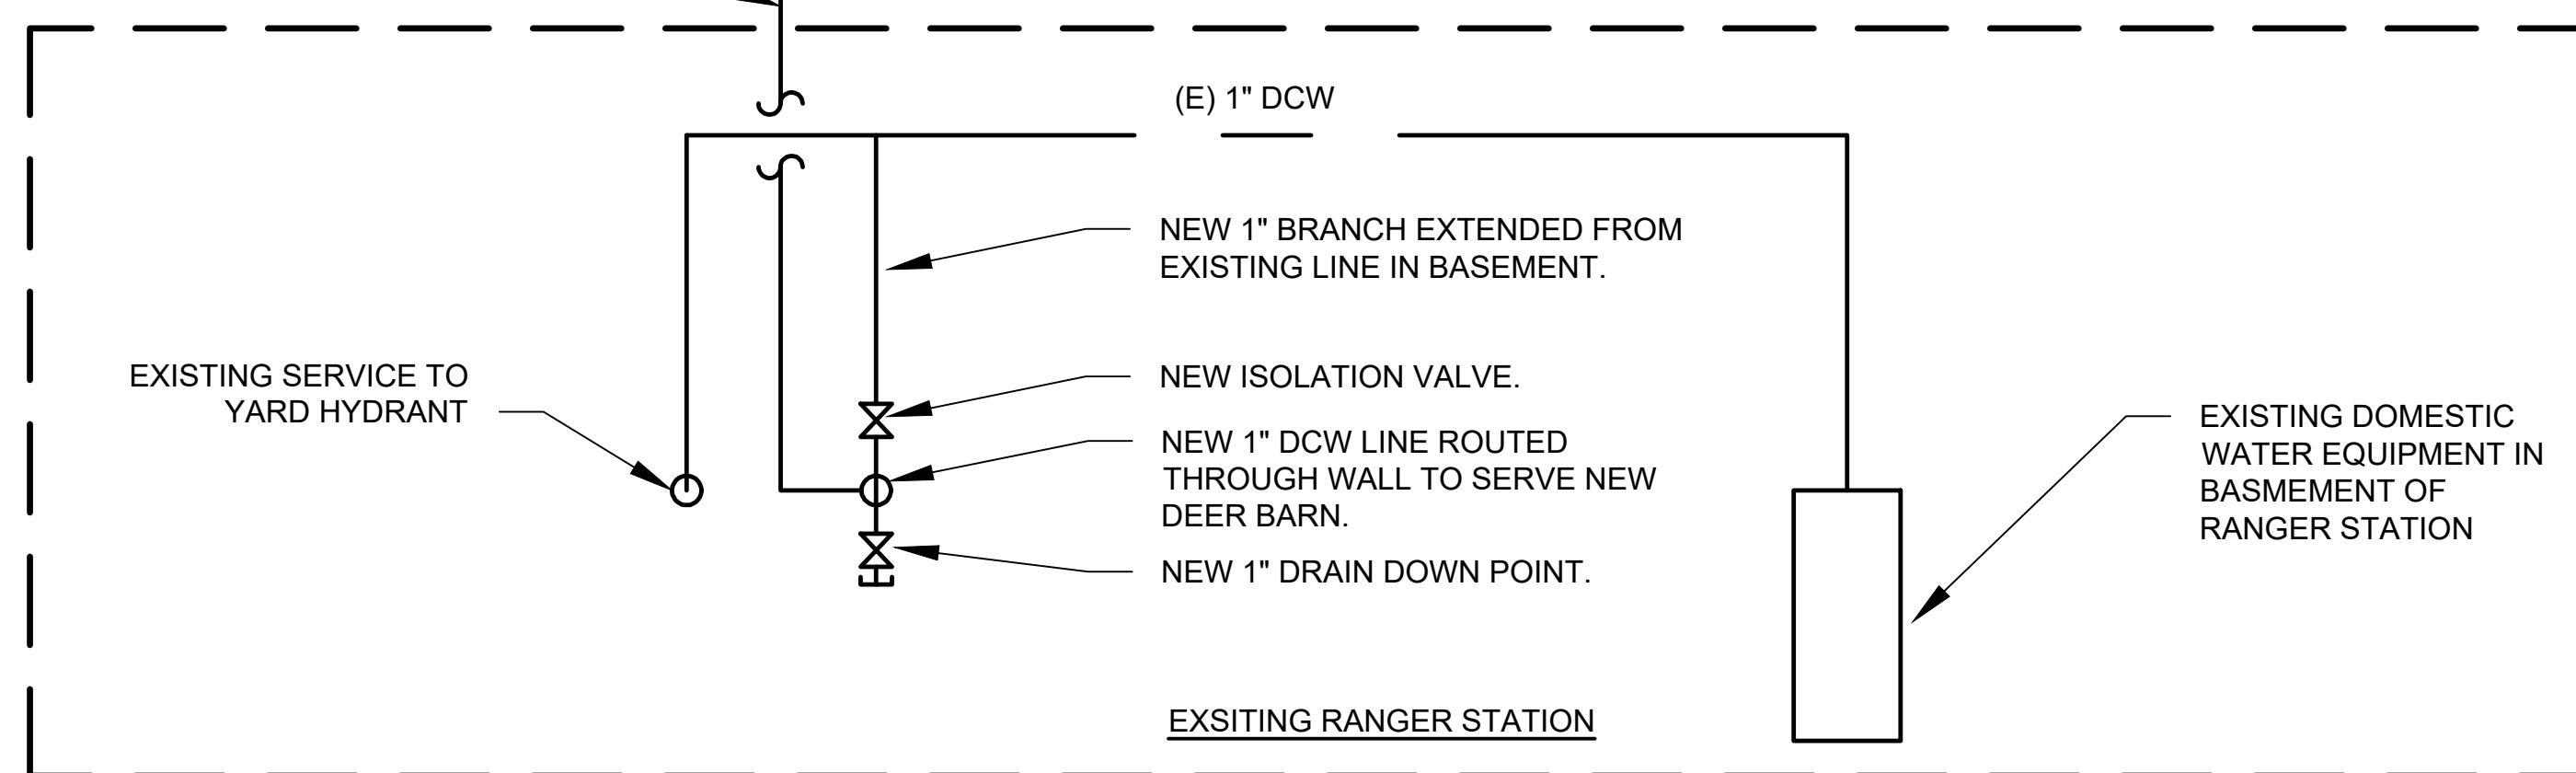 (E) 1" DCW
NEW 1" BRANCH EXTENDED FROM
EXISTING LINE IN BASEMENT.
EXISTING SERVICE TO
YARD HYDRANT
NEW ISOLATION VALVE.
NEW 1" DCW LINE ROUTED
THROUGH WALL TO SERVE NEW
DEER BARN.
NEW 1" DRAIN DOWN POINT.
EXISTING DOMESTIC
WATER EQUIPMENT IN
BASMEMENT OF
RANGER STATION
EXSITING RANGER STATION